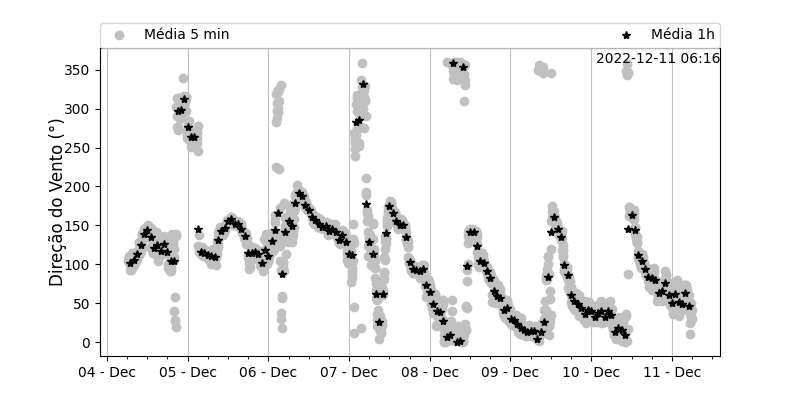 Média 5 min
Média 1h
2022-12-11 06:16
Direção do Vento (°)
350
300
250
200
150
100
50
0
04 - Dec
05 - Dec
06 - Dec
07 - Dec
08 - Dec
09 - Dec
10 - Dec
11 - Dec